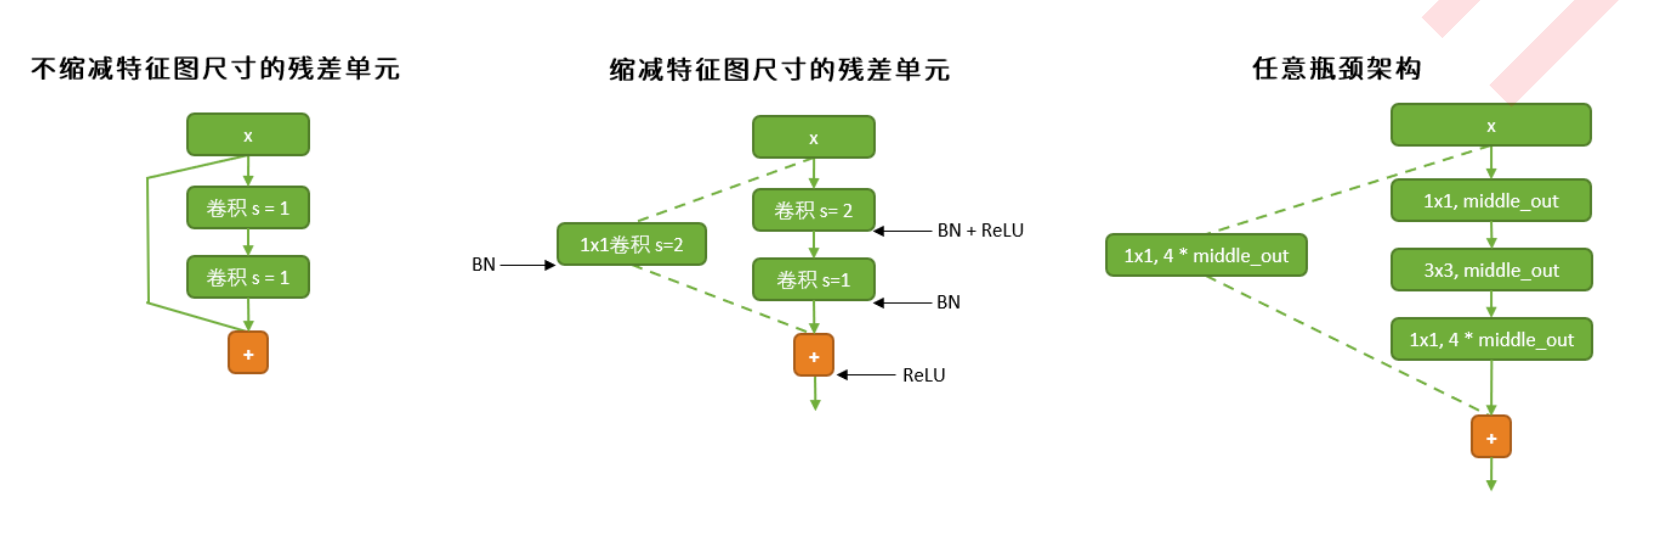 不缩减特征图尺寸的残差单元
x
卷积 s = 1
卷积 s = 1
+
缩减特征图尺寸的残差单元
x
卷积 s= 2
BN + ReLU
1x1卷积 s=2
BN
卷积 s=1
BN
+
ReLU
任意瓶颈架构
x
1x1, middle_out
1x1, 4 * middle_out
3x3, middle_out
1x1, 4 * middle_out
+